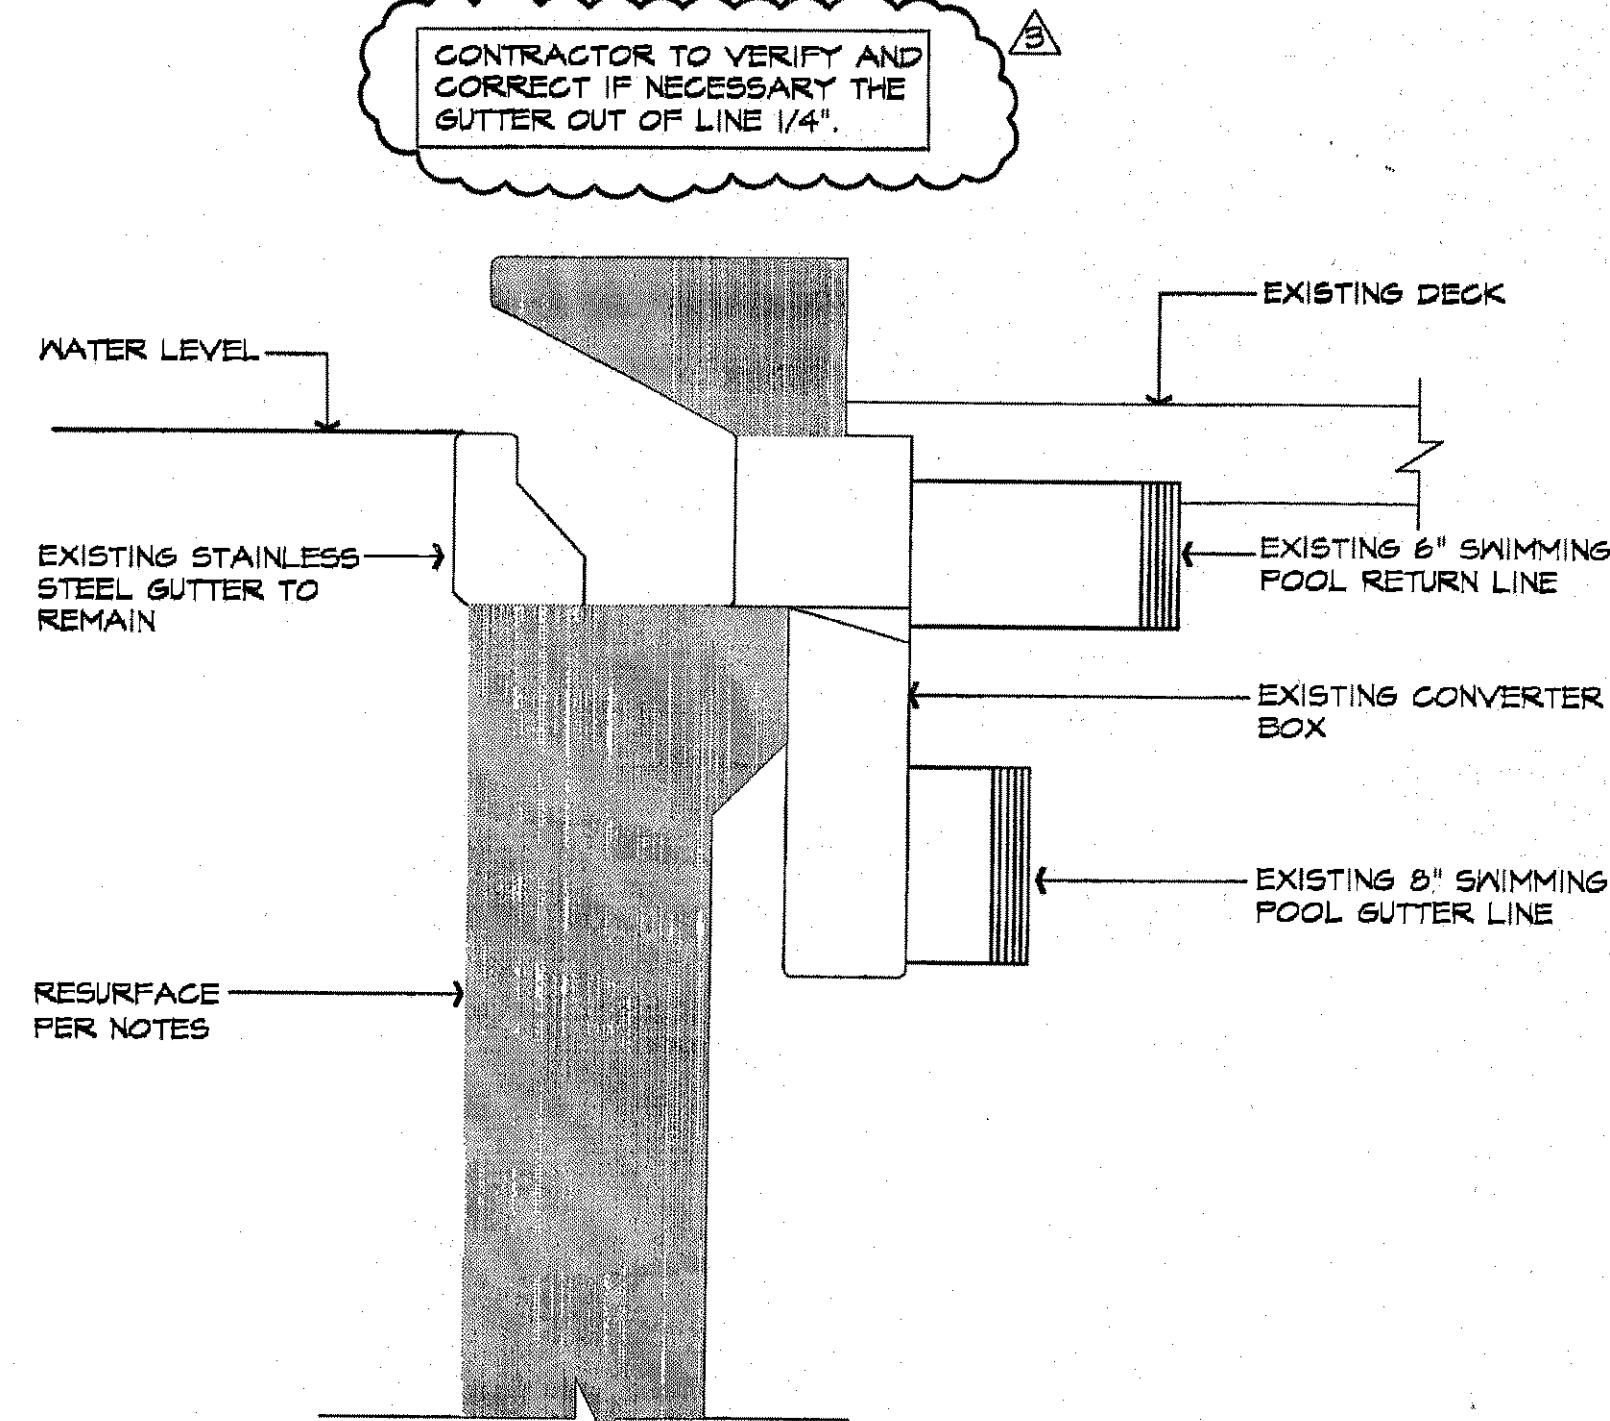 CONTRACTOR TO VERIFY AND
CORRECT IF NECESSARY THE
GUTTER OUT OF LINE 1/4".
3
EXISTING DECK
WATER LEVEL
EXISTING STAINLESS
STEEL GUTTER TO
REMAIN
EXISTING 6" SWIMMING
POOL RETURN LINE
EXISTING CONVERTER
BOX
EXISTING 8" SWIMMING
POOL GUTTER LINE
RESURFACE
PER NOTES